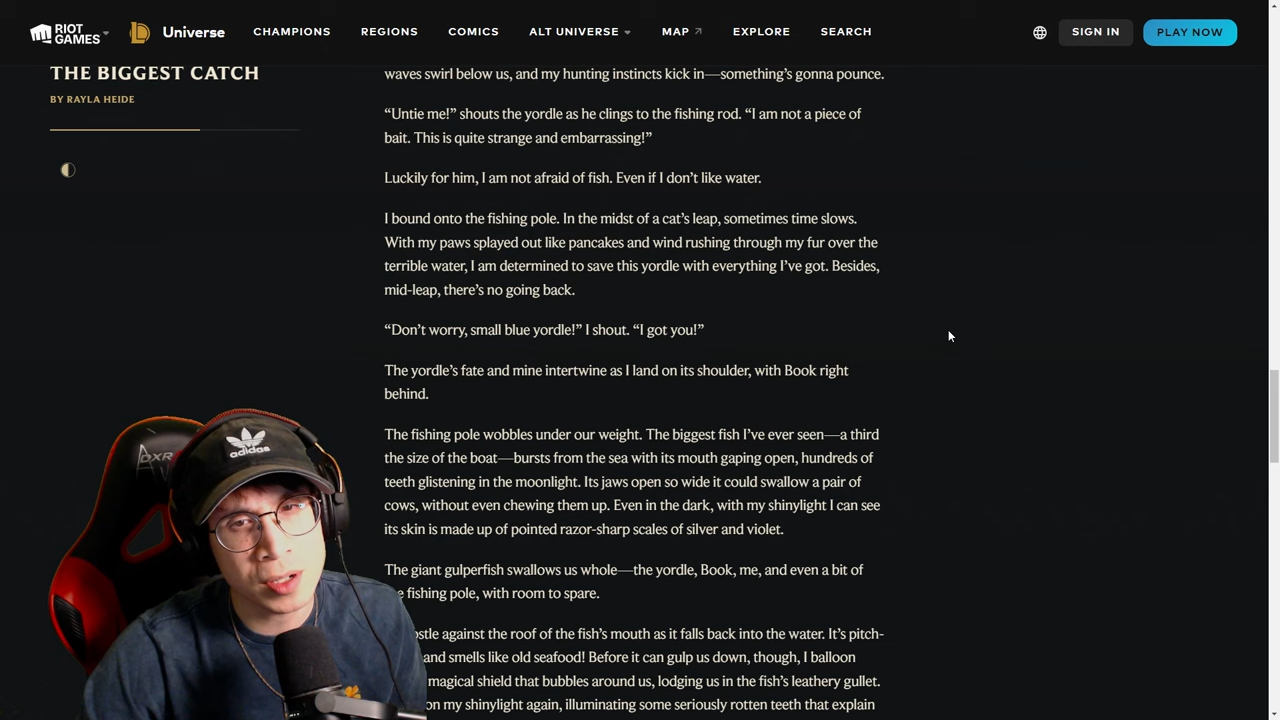 RIOT GAMES Universe CHAMPIONS REGIONS COMICS ALT UNIVERSE MAP EXPLORE SEARCH SIGN IN PLAY NOW
THE BIGGEST CATCH
BY RAYLA HEIDE
waves swirl below us, and my hunting instincts kick in—something’s gonna pounce.
“Untie me!” shouts the yordle as he clings to the fishing rod. “I am not a piece of
bait. This is quite strange and embarrassing!”
Luckily for him, I am not afraid of fish. Even if I don’t like water.
I bound onto the fishing pole. In the midst of a cat’s leap, sometimes time slows.
With my paws splayed out like pancakes and wind rushing through my fur over the
terrible water, I am determined to save this yordle with everything I’ve got. Besides,
mid-leap, there’s no going back.
“Don’t worry, small blue yordle!” I shout. “I got you!”
The yordle’s fate and mine intertwine as I land on its shoulder, with Book right
behind.
The fishing pole wobbles under our weight. The biggest fish I’ve ever seen—a third
the size of the boat—bursts from the sea with its mouth gaping open, hundreds of
teeth glistening in the moonlight. Its jaws open so wide it could swallow a pair of
cows, without even chewing them up. Even in the dark, with my shinylight I can see
its skin is made up of pointed razor-sharp scales of silver and violet.
The giant gulperfish swallows us whole—the yordle, Book, me, and even a bit of
fishing pole, with room to spare.
against the roof of the fish’s mouth as it falls back into the water. It’s pitch-
and smells like old seafood! Before it can gulp us down, though, I balloon
magical shield that bubbles around us, lodging us in the fish’s leathery gullet.
on my shinylight again, illuminating some seriously rotten teeth that explain
adidas
DXR